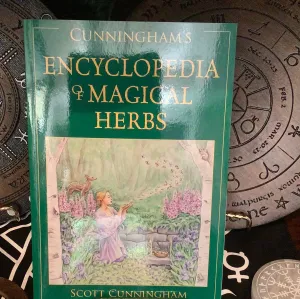 CUNNINGHAM'S
ENCYCLOPEDIA
OF MAGICAL
HERBS
SCOTT CUNNINGHAM